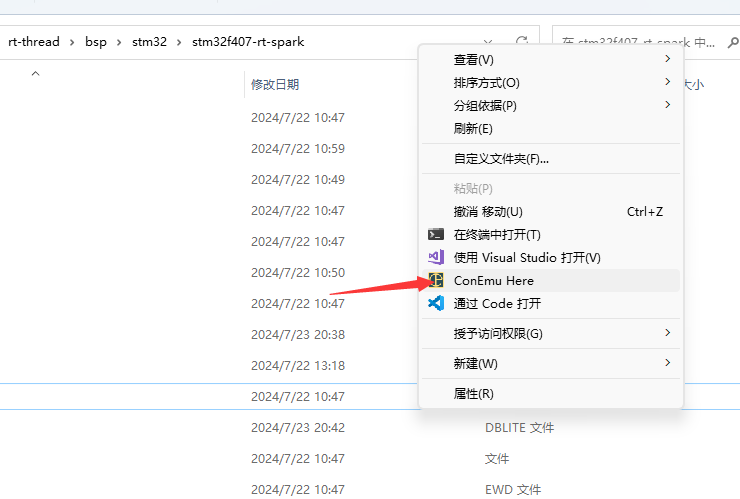 rt-thread > bsp > stm32 > stm32f407-rt-spark
在 stm32f407-rt-spark 中...
修改日期
大小
2024/7/22 10:47
2024/7/22 10:59
2024/7/22 10:49
2024/7/22 10:47
2024/7/22 10:47
2024/7/22 10:50
2024/7/22 10:47
2024/7/23 20:38
2024/7/22 13:18
2024/7/22 10:47
2024/7/23 20:42 DBLITE 文件
2024/7/22 10:47 文件
2024/7/22 10:47 EWD 文件
查看(V)
排序方式(O)
分组依据(P)
刷新(E)
自定义文件夹(F)...
粘贴(P)
撤消 移动(U) Ctrl+Z
在终端中打开(T)
使用 Visual Studio 打开(V)
ConEmu Here
通过 Code 打开
授予访问权限(G)
新建(W)
属性(R)